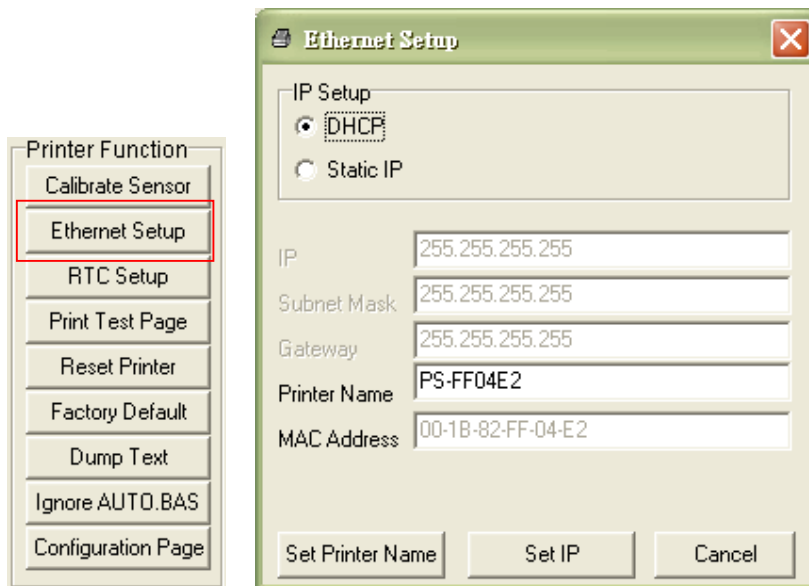 Printer Function
Calibrate Sensor
Ethernet Setup
RTC Setup
Print Test Page
Reset Printer
Factory Default
Dump Text
Ignore AUTO.BAS
Configuration Page
Ethernet Setup
IP Setup
DHCP
Static IP
IP 255.255.255.255
Subnet Mask 255.255.255.255
Gateway 255.255.255.255
Printer Name PS-FF04E2
MAC Address 00-1B-82-FF-04-E2
Set Printer Name Set IP Cancel